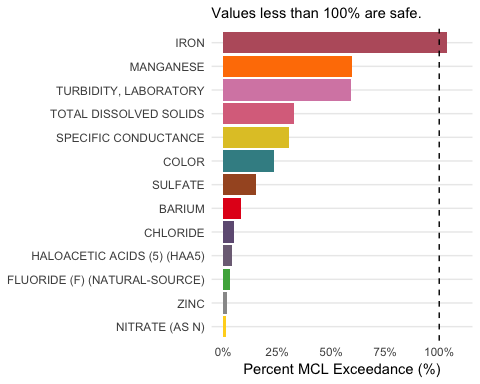 Values less than 100% are safe.
IRON
MANGANESE
TURBIDITY, LABORATORY
TOTAL DISSOLVED SOLIDS
SPECIFIC CONDUCTANCE
COLOR
SULFATE
BARIUM
CHLORIDE
HALOACETIC ACIDS (5) (HAA5)
FLUORIDE (F) (NATURAL-SOURCE)
ZINC
NITRATE (AS N)
0% 25% 50% 75% 100%
Percent MCL Exceedance (%)